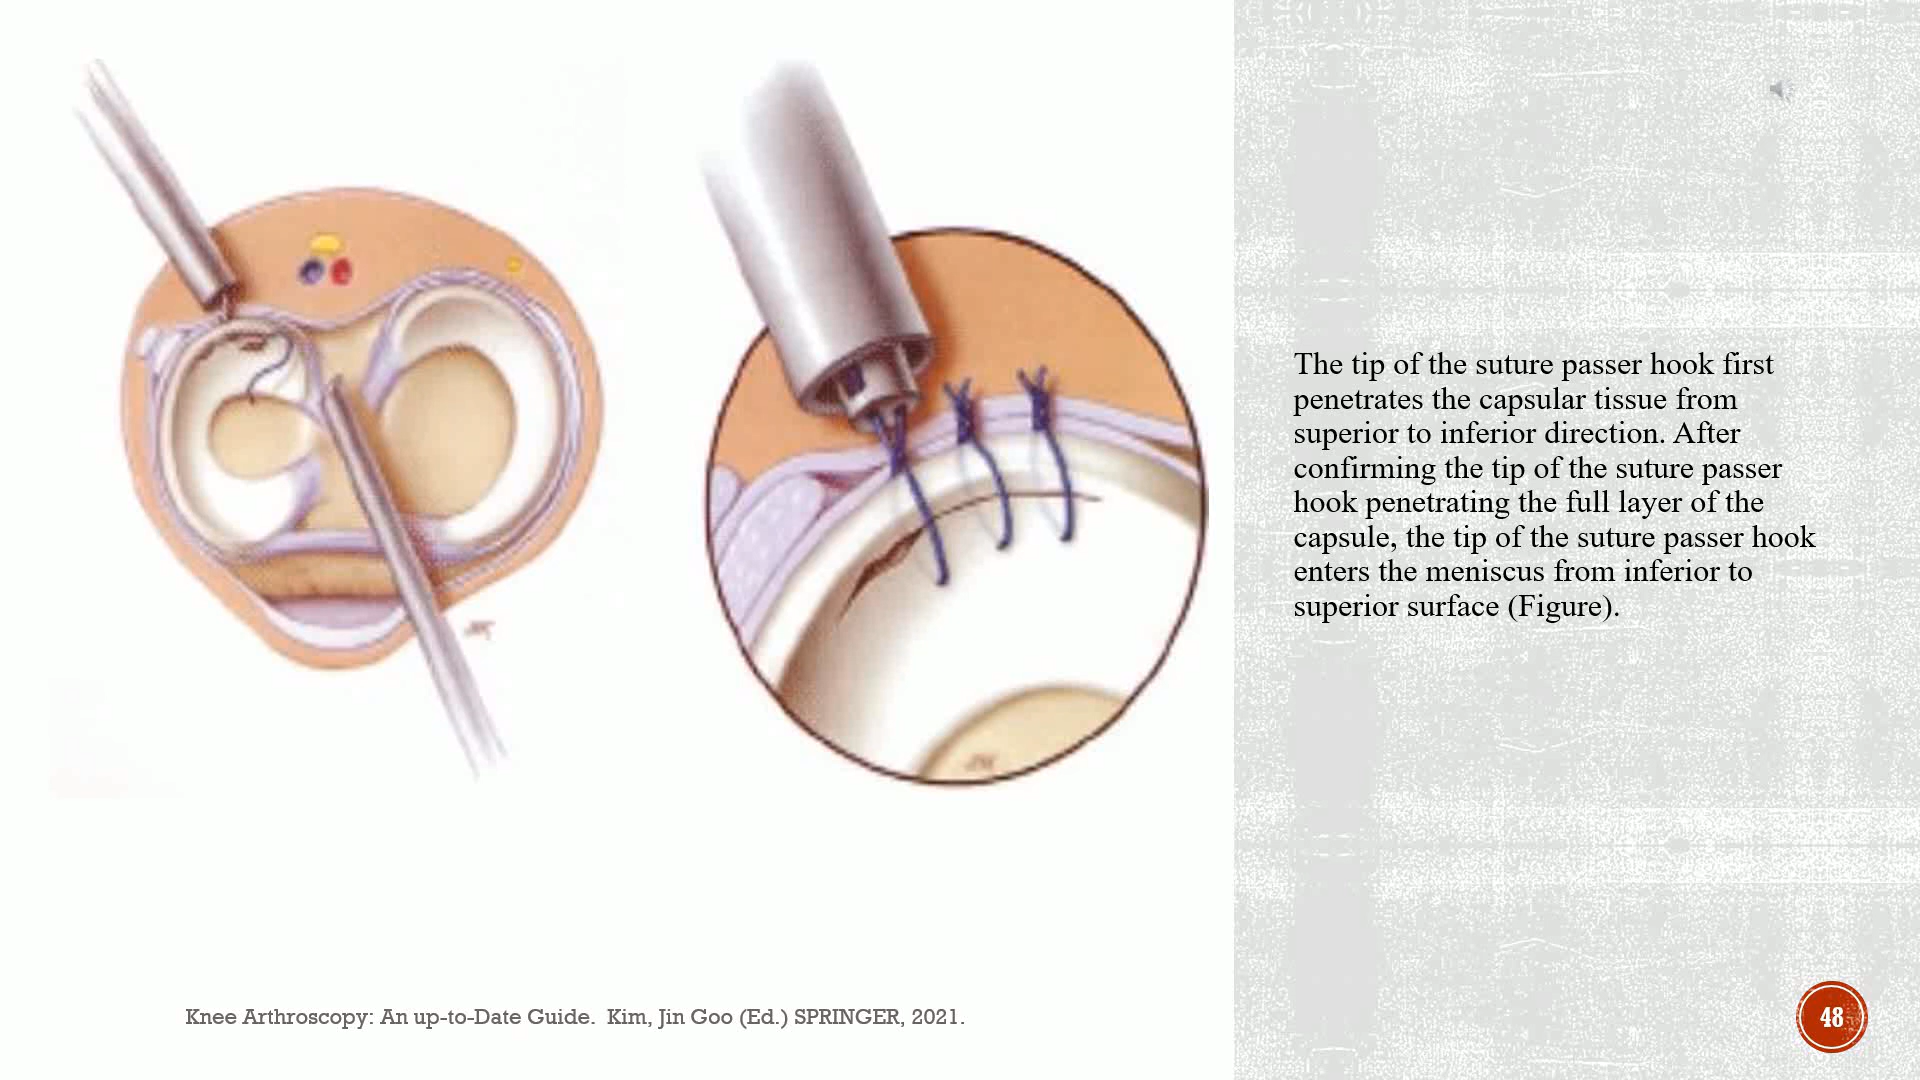 The tip of the suture passer hook first
penetrates the capsular tissue from
superior to inferior direction. After
confirming the tip of the suture passer
hook penetrating the full layer of the
capsule, the tip of the suture passer hook
enters the meniscus from inferior to
superior surface (Figure).
Knee Arthroscopy: An up-to-Date Guide.  Kim, Jin Goo (Ed.) SPRINGER, 2021.
48